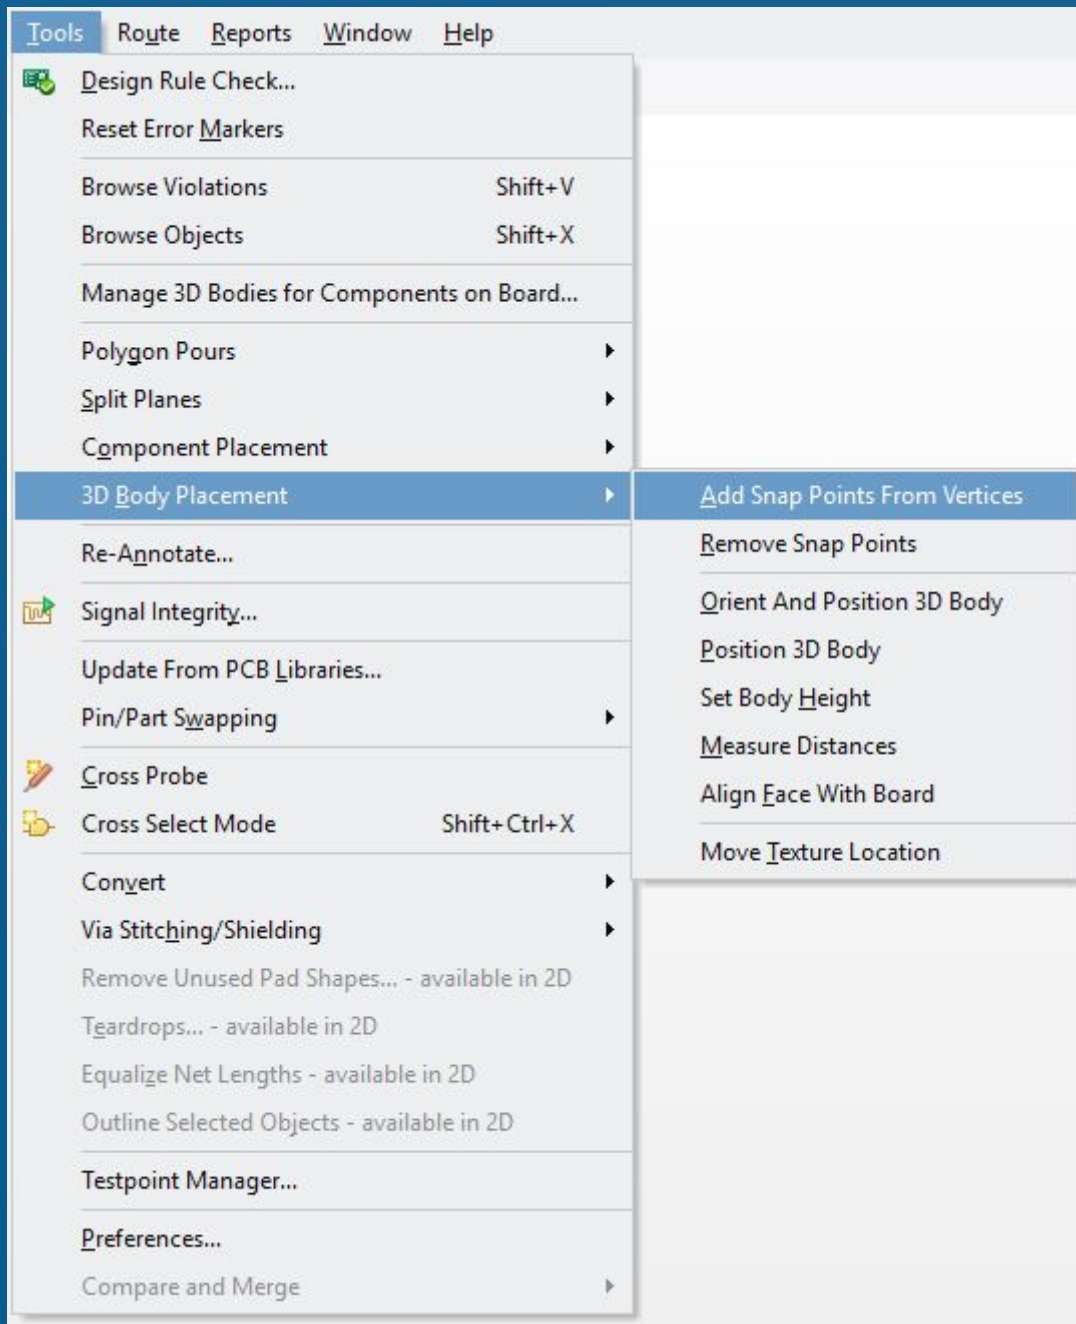 Tools Route Reports Window Help
Design Rule Check...
Reset Error Markers
Browse Violations Shift+V
Browse Objects Shift+X
Manage 3D Bodies for Components on Board...
Polygon Pours
Split Planes
Component Placement
3D Body Placement
Re-Annotate...
Signal Integrity...
Update From PCB Libraries...
Pin/Part Swapping
Cross Probe
Cross Select Mode Shift+Ctrl+X
Convert
Via Stitching/Shielding
Remove Unused Pad Shapes... - available in 2D
Teardrops... - available in 2D
Equalize Net Lengths - available in 2D
Outline Selected Objects - available in 2D
Testpoint Manager...
Preferences...
Compare and Merge
Add Snap Points From Vertices
Remove Snap Points
Orient And Position 3D Body
Position 3D Body
Set Body Height
Measure Distances
Align Face With Board
Move Texture Location